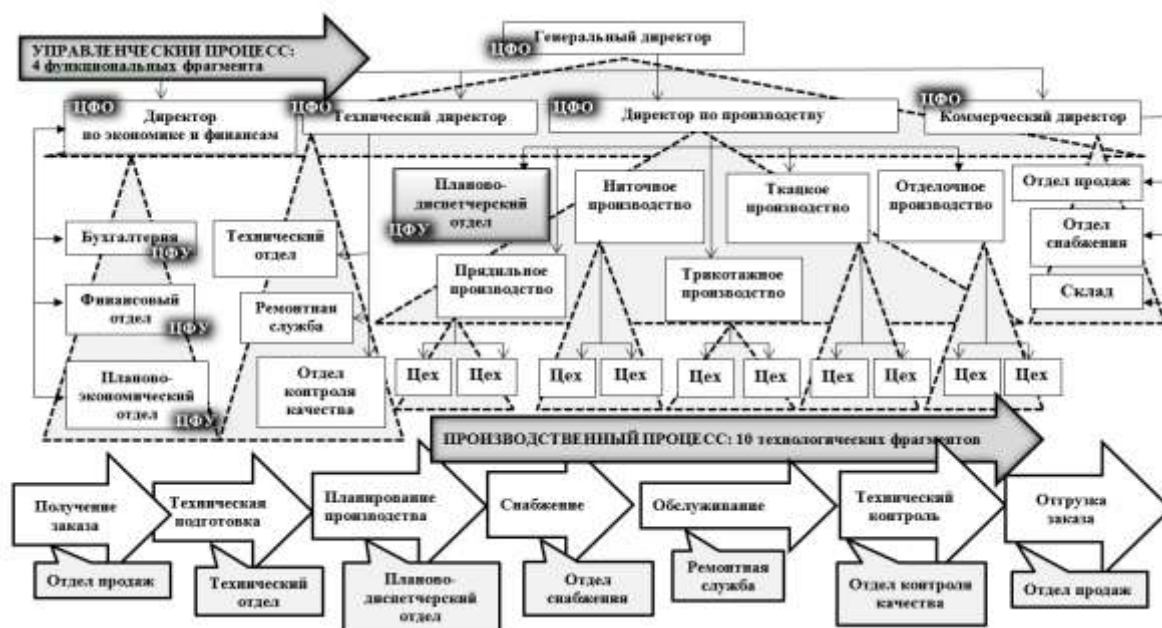 УПРАВЛЕНЧЕСКИЙ ПРОЦЕСС:
4 функциональных фрагмента
ЦФО
Генеральный директор
ЦФО
Директор
по экономике и финансам
ЦФО
Технический директор
ЦФО
Директор по производству
ЦФО
Коммерческий директор
Планово-
диспетчерский
отдел
ЦФУ
Ниточное
производство
Ткацкое
производство
Отделочное
производство
Отдел продаж
Отдел
снабжения
Склад
Бухгалтерия
ЦФУ
Технический
отдел
Прядильное
производство
Трикотажное
производство
Финансовый
отдел
ЦФУ
Ремонтная
служба
Планово-
экономический
отдел
ЦФУ
Отдел
контроля
качества
Цех
Цех
Цех
Цех
Цех
Цех
Цех
Цех
Цех
Цех
ПРОИЗВОДСТВЕННЫЙ ПРОЦЕСС: 10 технологических фрагментов
Получение
заказа
Техническая
подготовка
Планирование
производства
Снабжение
Обслуживание
Технический
контроль
Отгрузка
заказа
Отдел продаж
Технический
отдел
Планово-
диспетчерский
отдел
Отдел
снабжения
Ремонтная
служба
Отдел контроля
качества
Отдел продаж